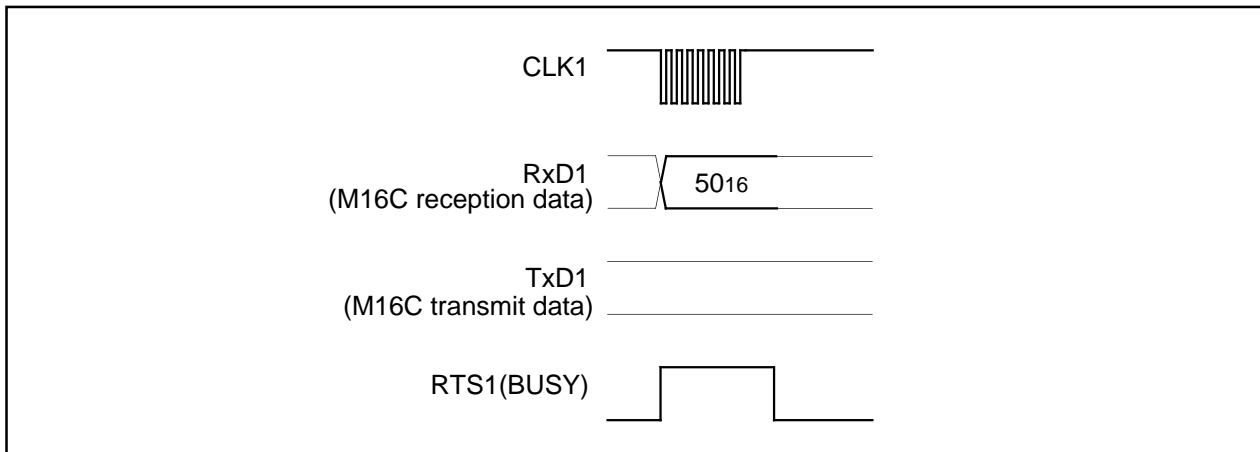 CLK1
RxD1
(M16C reception data)
5016
TxD1
(M16C transmit data)
RTS1(BUSY)